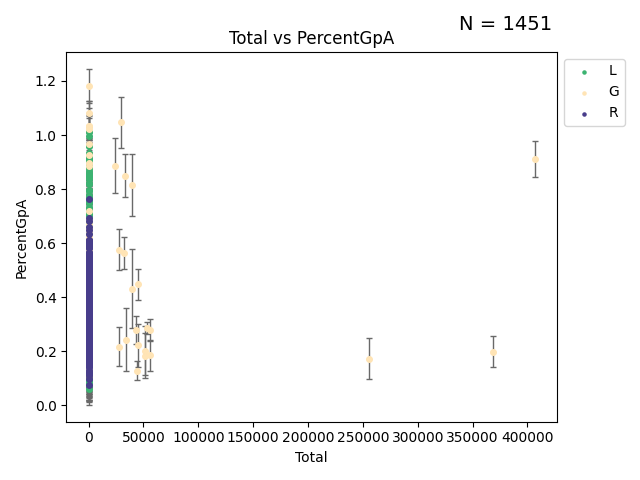 N = 1451
Total vs PercentGpA
L
G
R
PercentGpA
1.2
1.0
0.8
0.6
0.4
0.2
0.0
0 50000 100000 150000 200000 250000 300000 350000 400000
Total